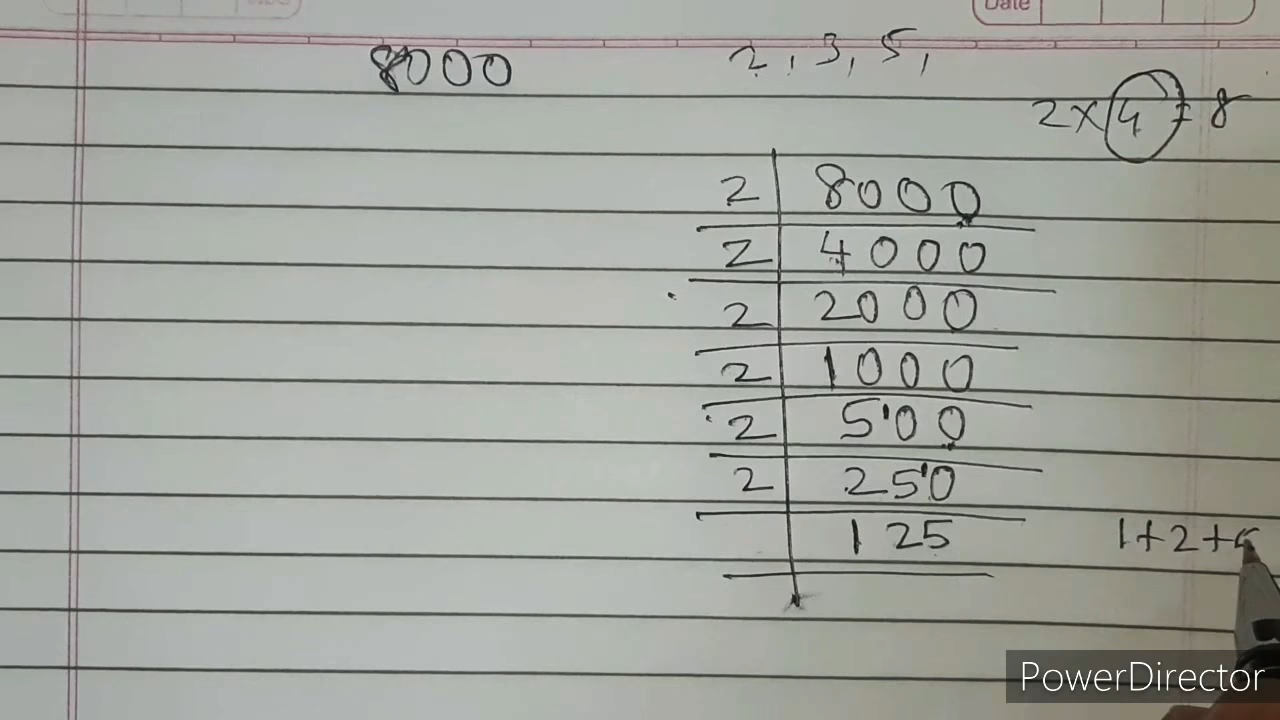 Date
8000 2, 3, 5,
2 × 4 = 8
2 8000
2 4000
2 2000
2 1000
2 500
2 250
125 1+2+5
PowerDirector